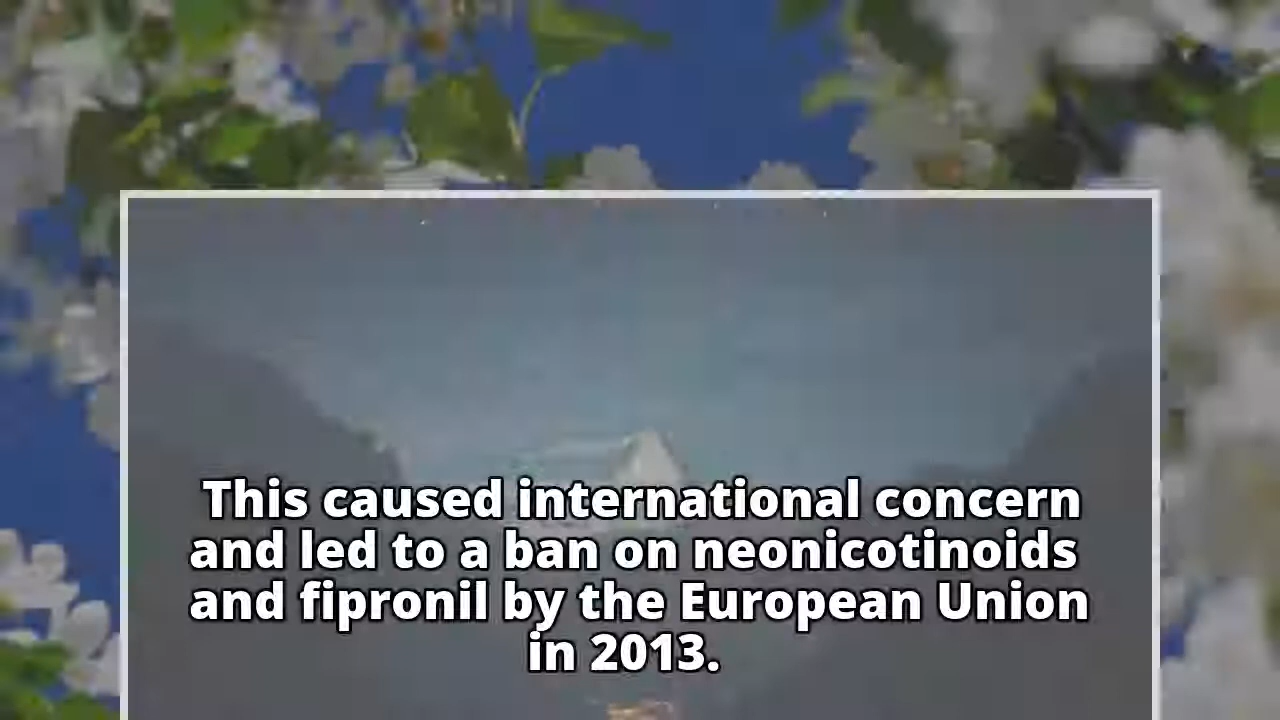 This caused international concern
and led to a ban on neonicotinoids
and fipronil by the European Union
in 2013.